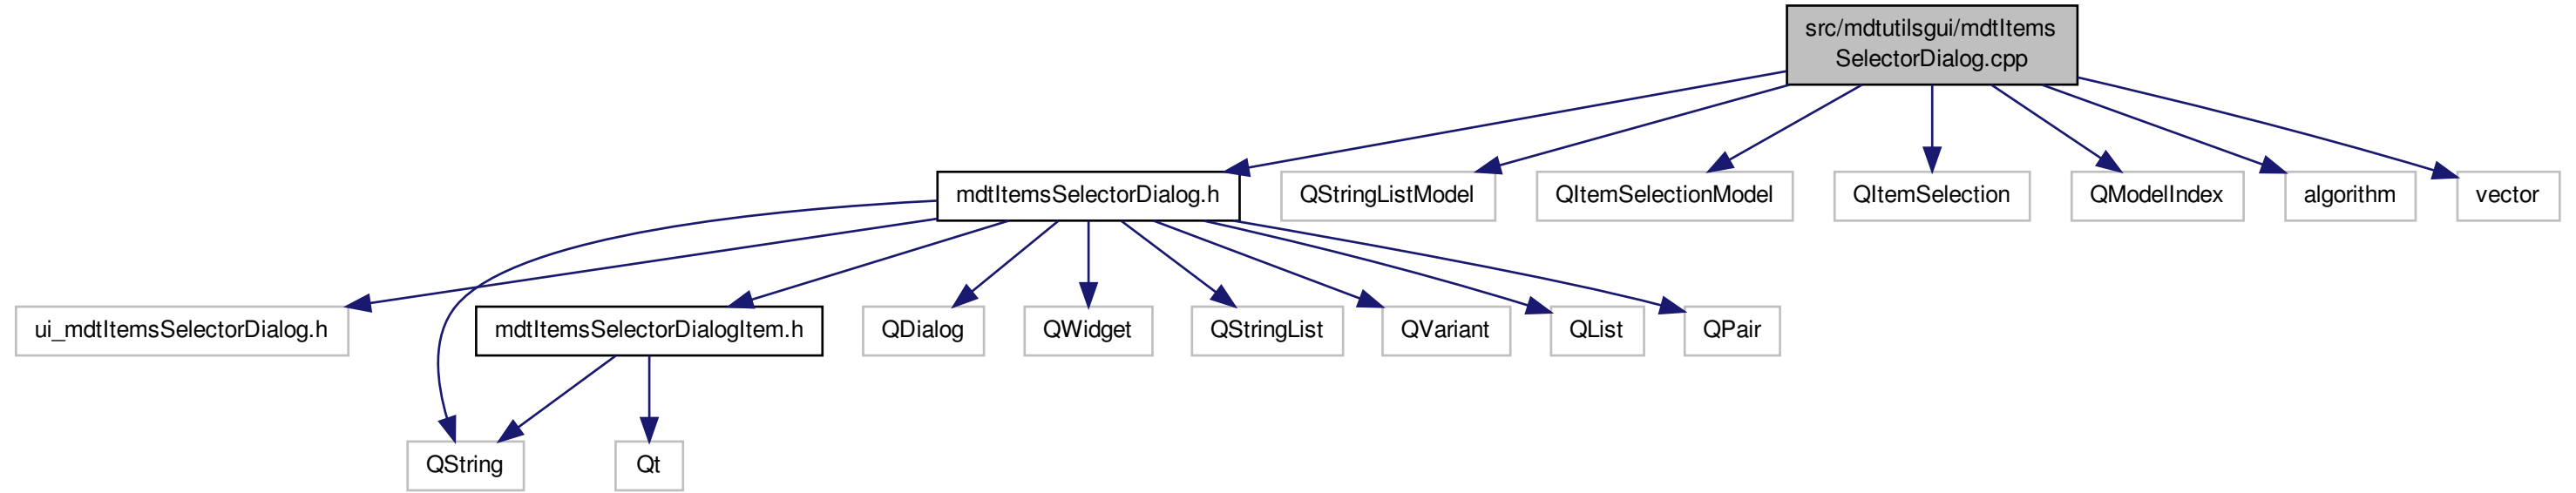 src/mdtutilsgui/mdtItems
SelectorDialog.cpp
mdtItemsSelectorDialog.h
QStringListModel
QItemSelectionModel
QItemSelection
QModelIndex
algorithm
vector
ui_mdtItemsSelectorDialog.h
mdtItemsSelectorDialogItem.h
QDialog
QWidget
QStringList
QVariant
QList
QPair
QString
Qt